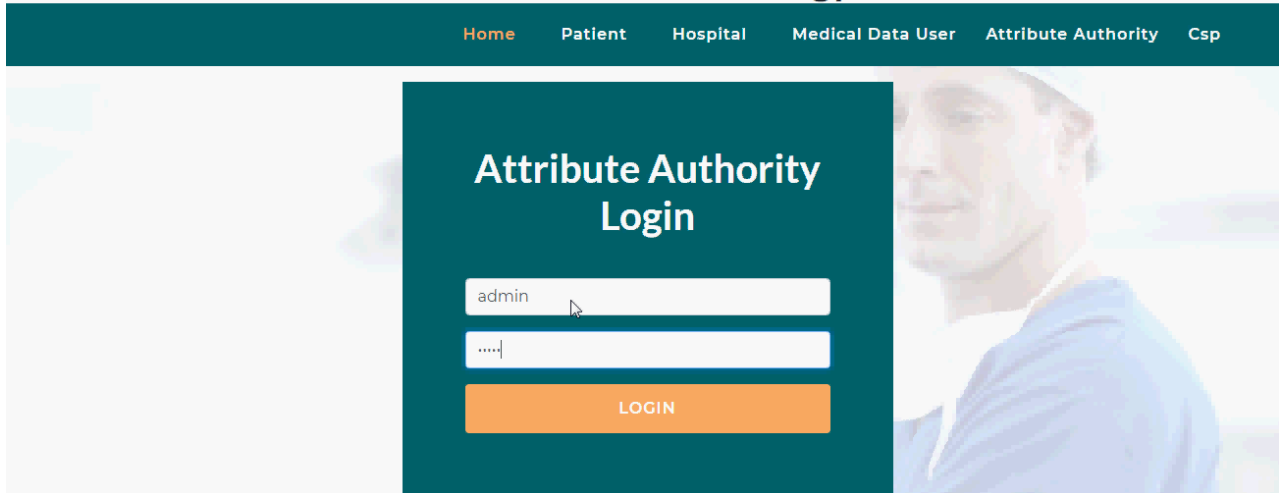 Home Patient Hospital Medical Data User Attribute Authority Csp
Attribute Authority
Login
admin
•••••
LOGIN